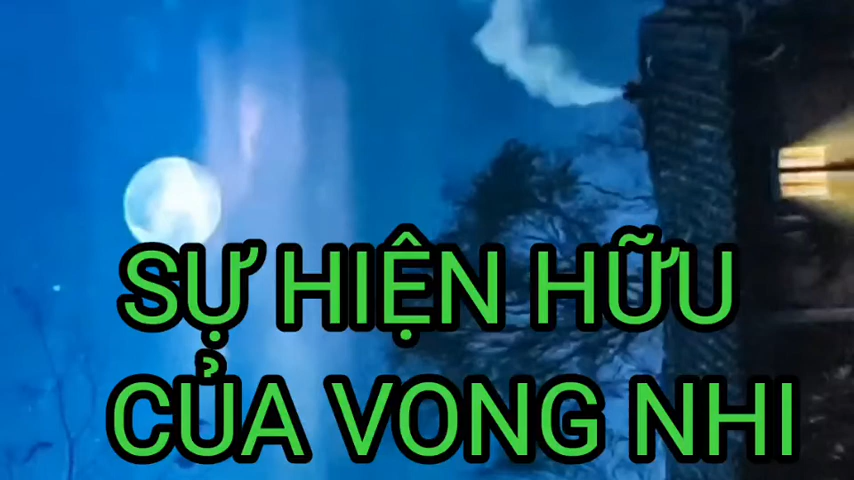 SỰ HIỆN HỮU
CỦA VONG NHI